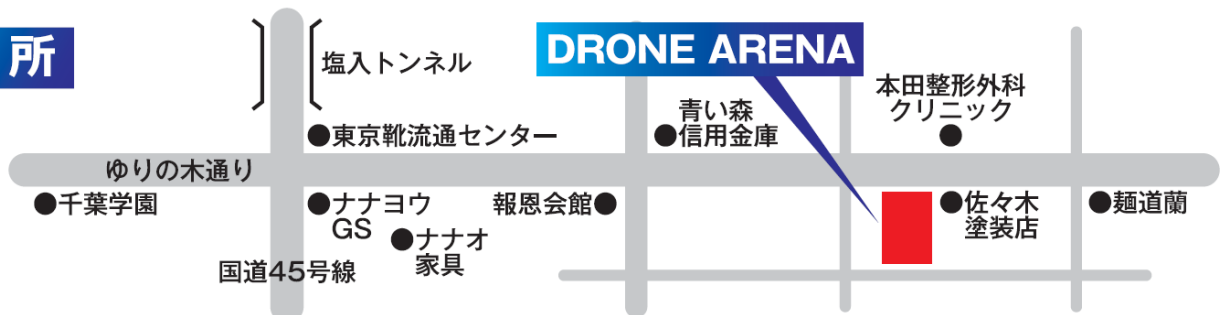 所
塩入トンネル
DRONE ARENA
本田整形外科
クリニック
青い森
信用金庫
東京靴流通センター
ゆりの木通り
千葉学園
ナナヨウ
GS
ナナオ
家具
報恩会館
佐々木
塗装店
麺道蘭
国道45号線